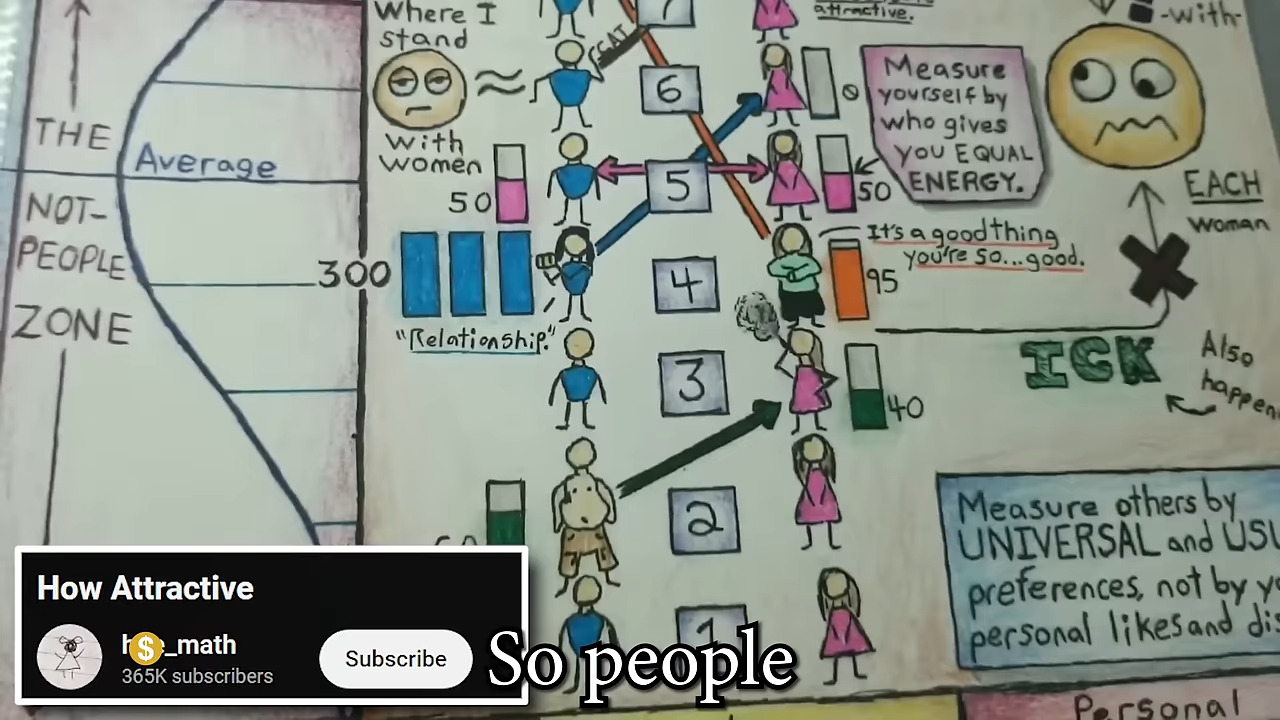 Where I
stand
with
women
THE
NOT-
PEOPLE
ZONE
Average
300
"Relationship."
50
SAT
7
6
5
4
3
2
1
attractive.
Measure
yourself by
who gives
you EQUAL
ENERGY.
50
It's a good thing
you're so...good.
95
40
-with-
EACH
woman
ICK
Also
happen
Measure others by
UNIVERSAL and USU
preferences, not by y
personal likes and dis
Personal
How Attractive
_math
365K subscribers
Subscribe
$
So people